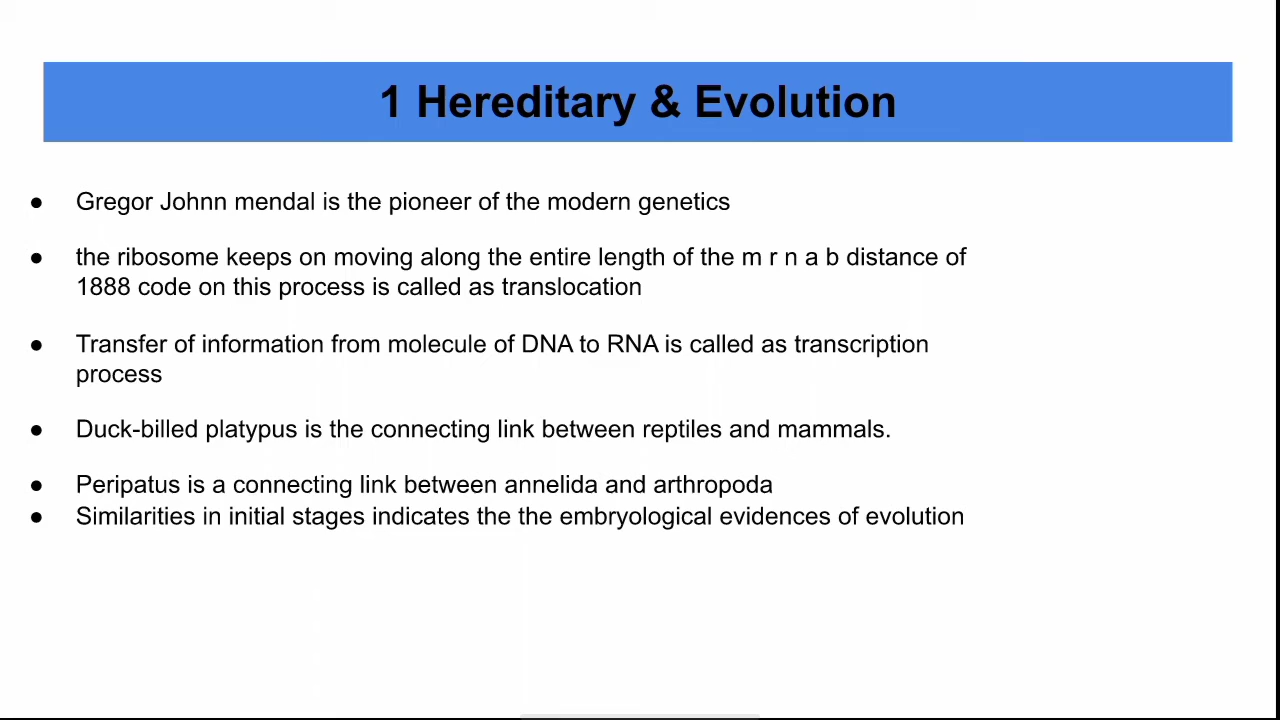 1 Hereditary & Evolution
● Gregor Johnn mendal is the pioneer of the modern genetics
● the ribosome keeps on moving along the entire length of the m r n a b distance of
1888 code on this process is called as translocation
● Transfer of information from molecule of DNA to RNA is called as transcription
process
● Duck-billed platypus is the connecting link between reptiles and mammals.
● Peripatus is a connecting link between annelida and arthropoda
● Similarities in initial stages indicates the the embryological evidences of evolution